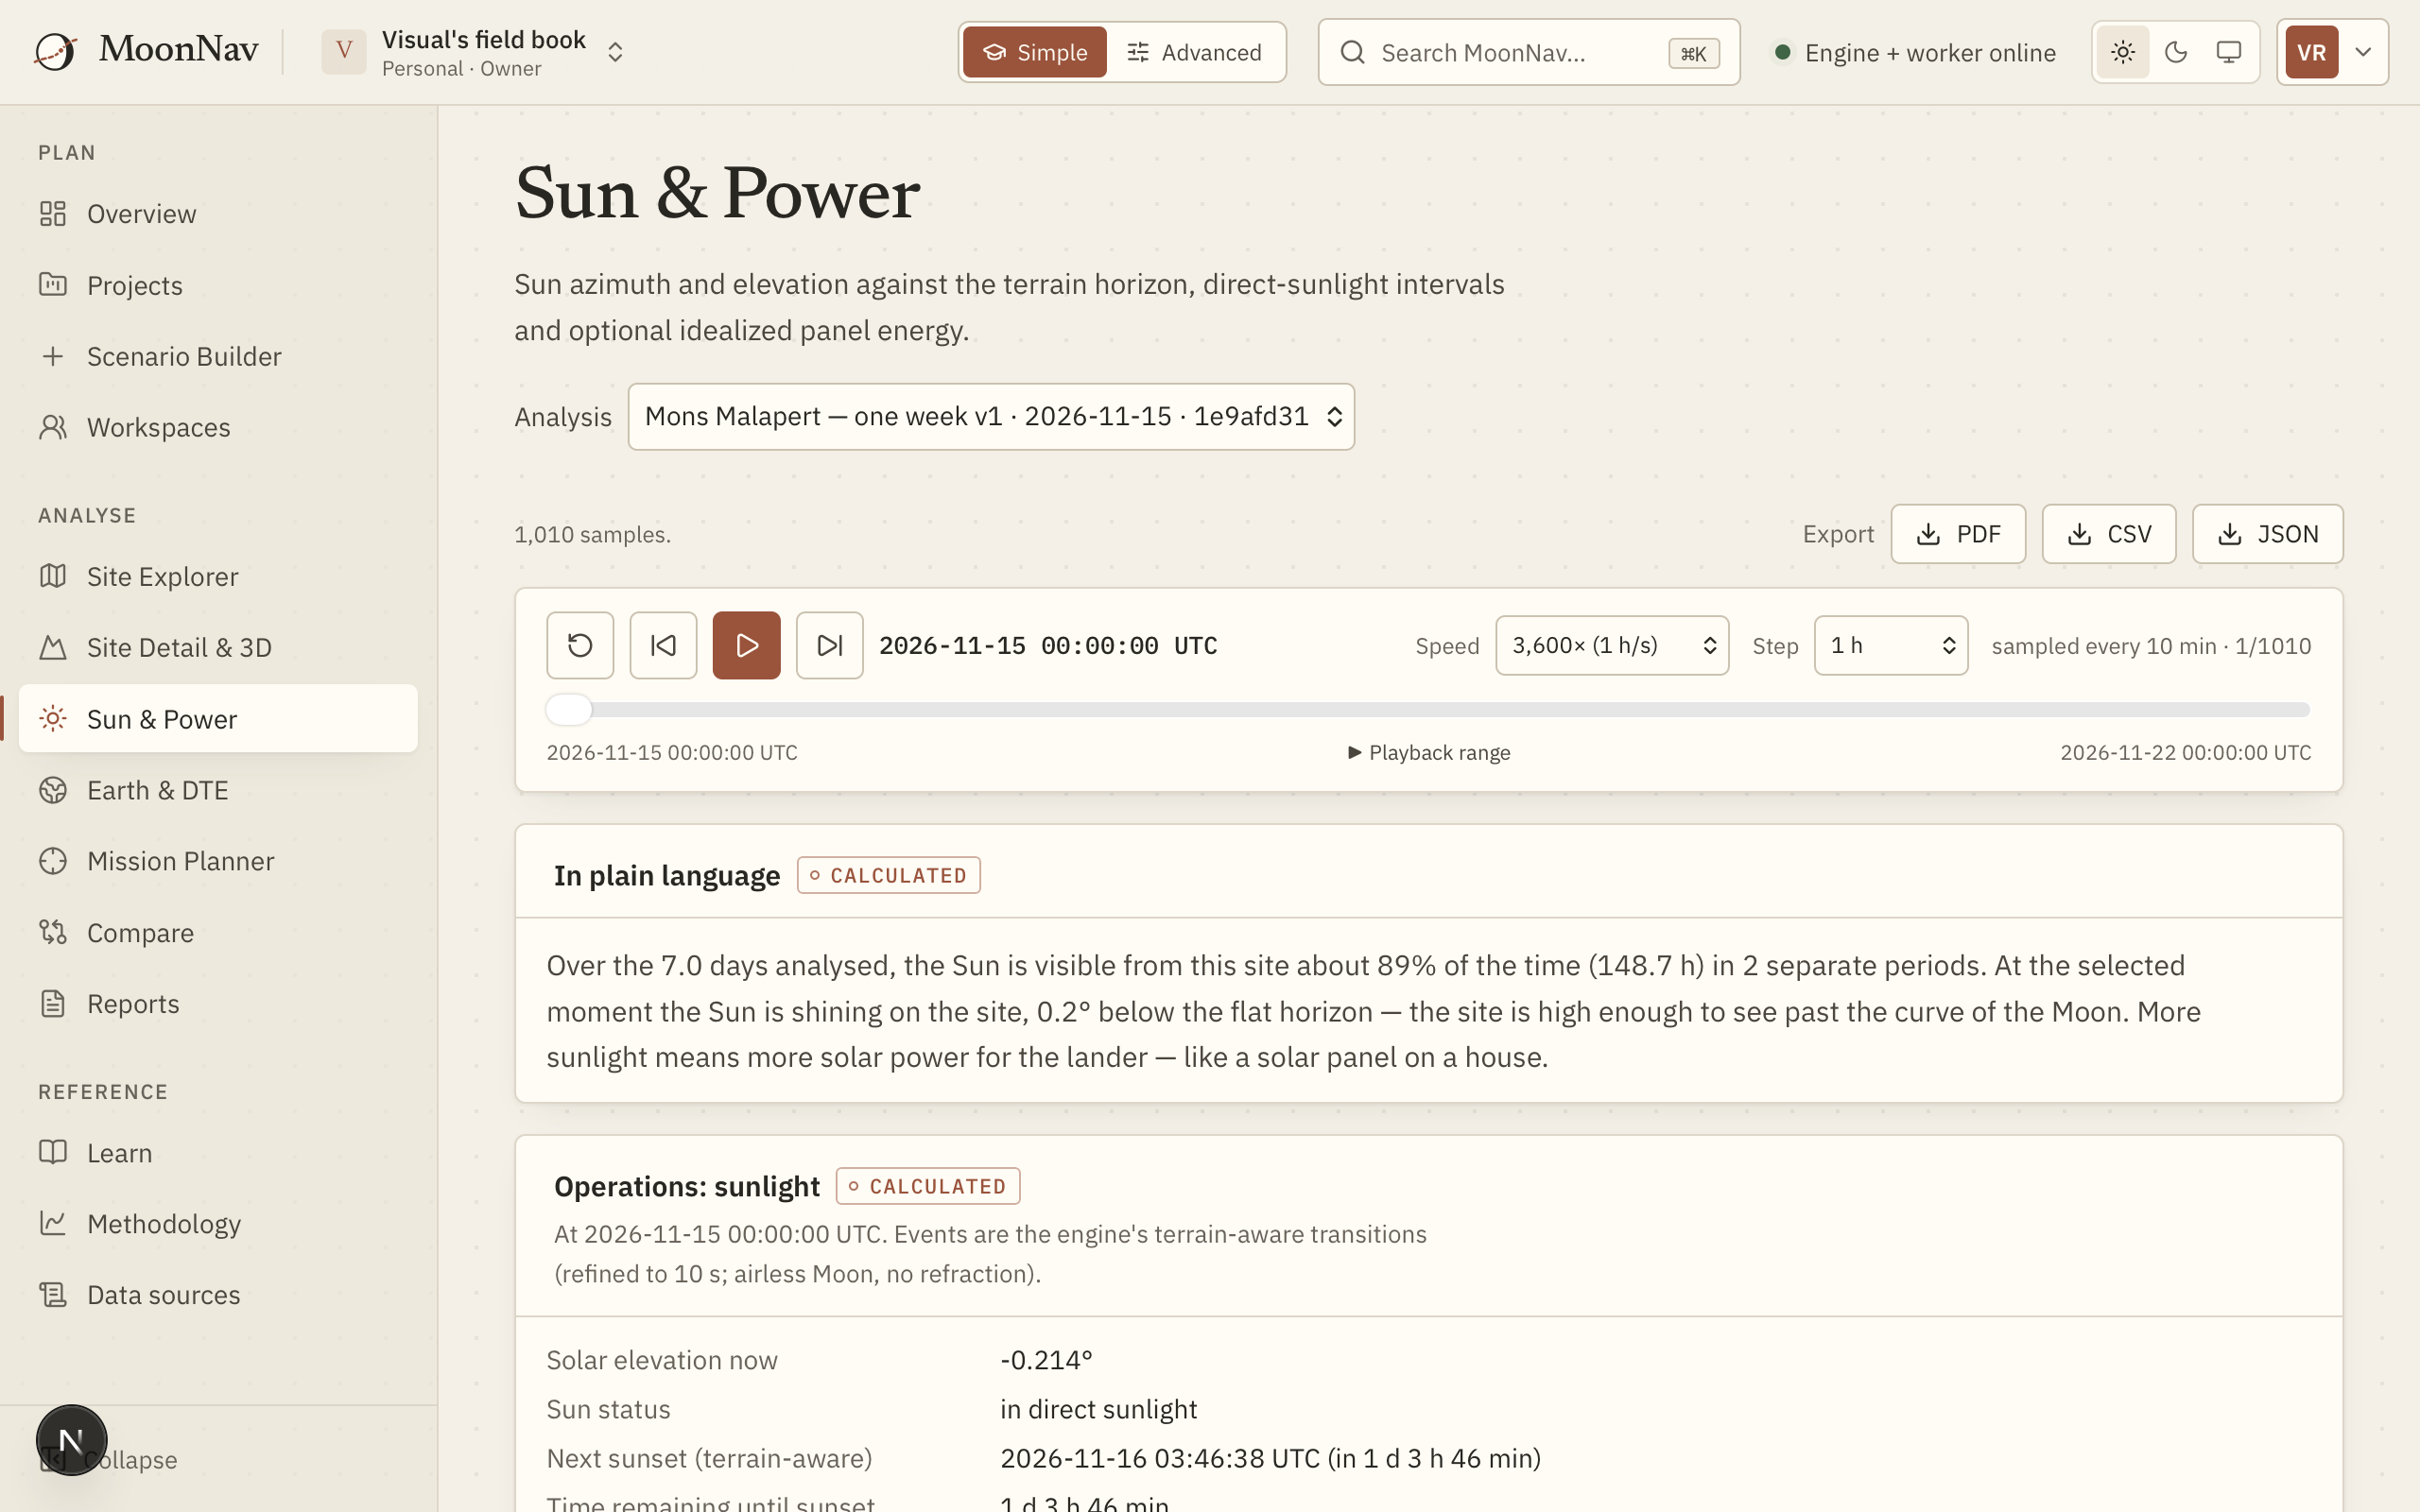 MoonNav
V
Visual's field book
Personal · Owner
Simple
Advanced
Search MoonNav...
⌘K
Engine + worker online
VR
PLAN
Overview
Projects
Scenario Builder
Workspaces
ANALYSE
Site Explorer
Site Detail & 3D
Sun & Power
Earth & DTE
Mission Planner
Compare
Reports
REFERENCE
Learn
Methodology
Data sources
N
Collapse
Sun & Power
Sun azimuth and elevation against the terrain horizon, direct-sunlight intervals
and optional idealized panel energy.
Analysis
Mons Malapert — one week v1 · 2026-11-15 · 1e9afd31
1,010 samples.
Export
PDF
CSV
JSON
2026-11-15 00:00:00 UTC
Speed
3,600× (1 h/s)
Step
1 h
sampled every 10 min · 1/1010
2026-11-15 00:00:00 UTC
Playback range
2026-11-22 00:00:00 UTC
In plain language
CALCULATED
Over the 7.0 days analysed, the Sun is visible from this site about 89% of the time (148.7 h) in 2 separate periods. At the selected
moment the Sun is shining on the site, 0.2° below the flat horizon — the site is high enough to see past the curve of the Moon. More
sunlight means more solar power for the lander — like a solar panel on a house.
Operations: sunlight
CALCULATED
At 2026-11-15 00:00:00 UTC. Events are the engine's terrain-aware transitions
(refined to 10 s; airless Moon, no refraction).
Solar elevation now
-0.214°
Sun status
in direct sunlight
Next sunset (terrain-aware)
2026-11-16 03:46:38 UTC (in 1 d 3 h 46 min)
Time remaining until sunset
1 d 3 h 46 min